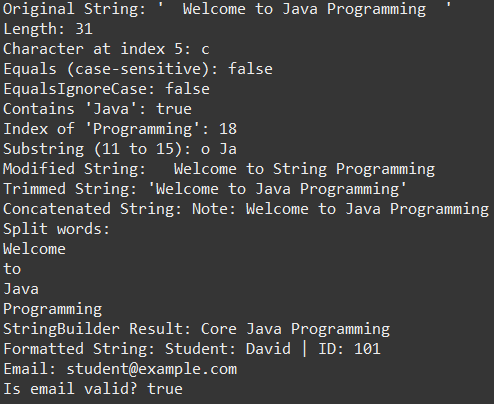 Original String: '  Welcome to Java Programming  '
Length: 31
Character at index 5: c
Equals (case-sensitive): false
EqualsIgnoreCase: false
Contains 'Java': true
Index of 'Programming': 18
Substring (11 to 15): o Ja
Modified String:   Welcome to String Programming
Trimmed String: 'Welcome to Java Programming'
Concatenated String: Note: Welcome to Java Programming
Split words:
Welcome
to
Java
Programming
StringBuilder Result: Core Java Programming
Formatted String: Student: David | ID: 101
Email: student@example.com
Is email valid? true